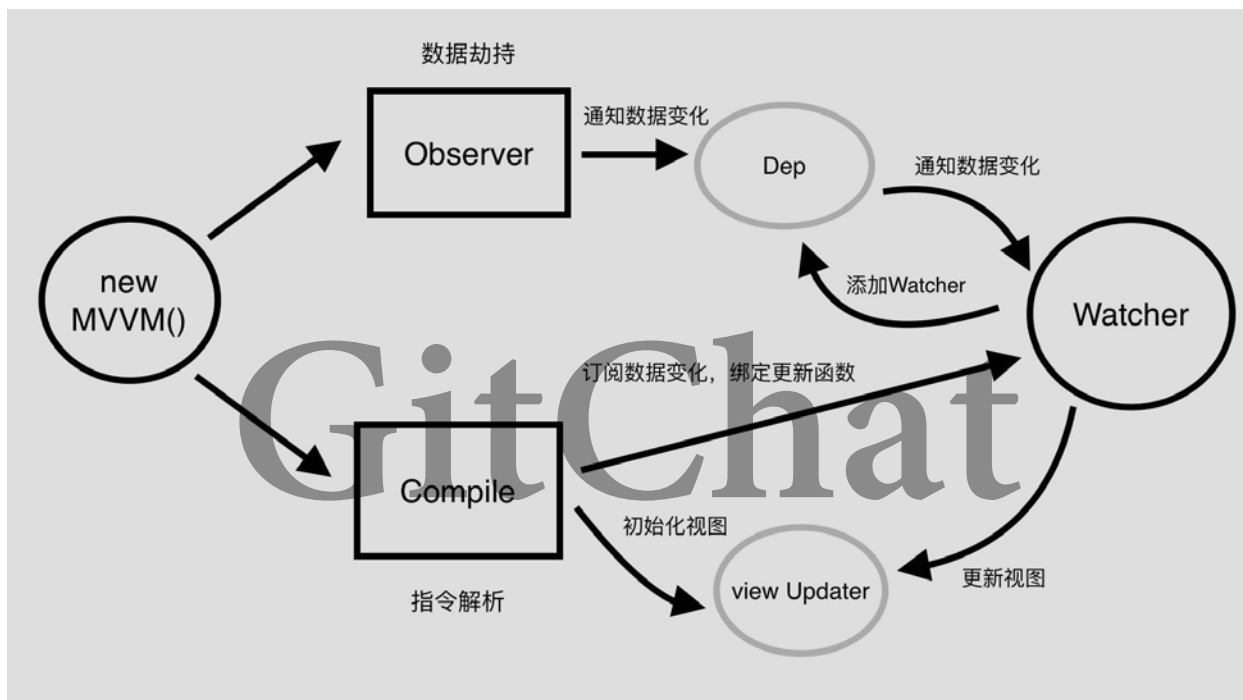 数据劫持
Observer
通知数据变化
Dep
通知数据变化
new
MVVM()
添加Watcher
Watcher
订阅数据变化，绑定更新函数
GitChat
Compile
初始化视图
view Updater
更新视图
指令解析